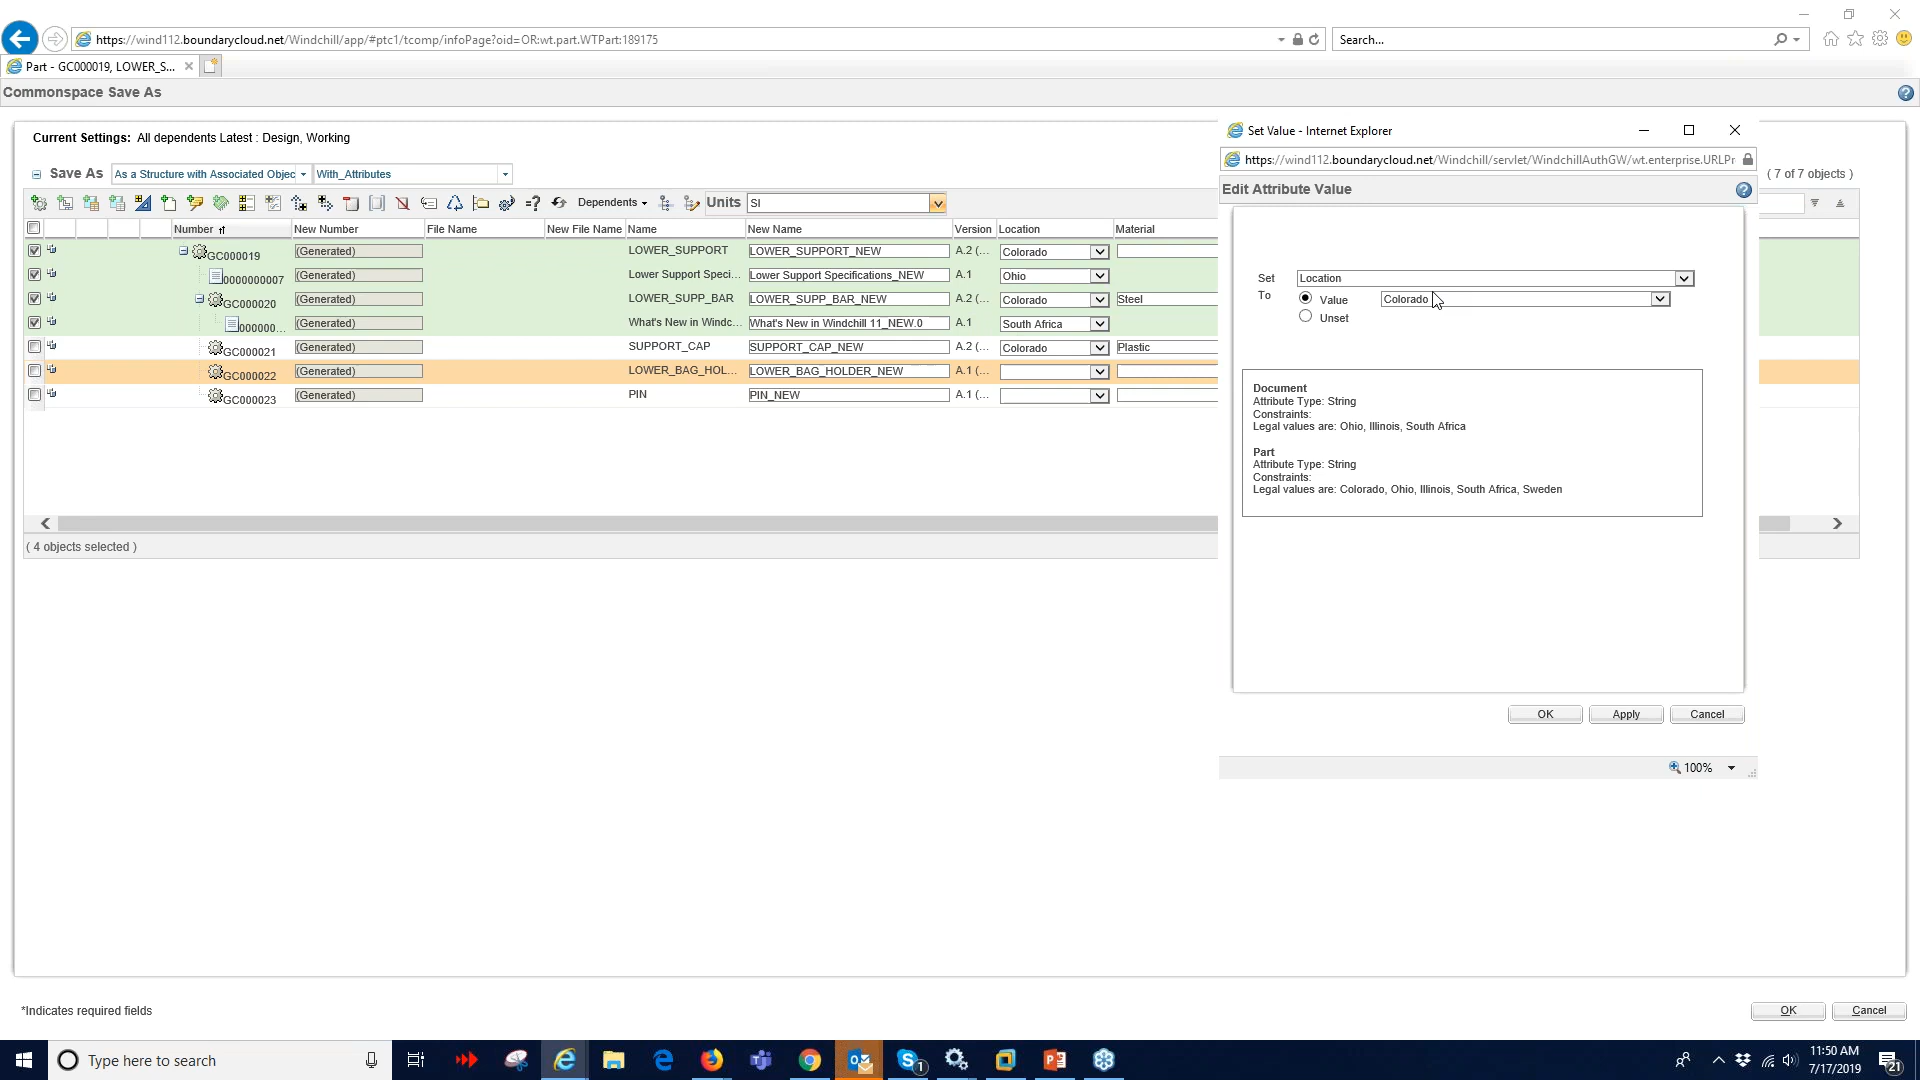 https://wind112.boundarycloud.net/Windchill/app/#ptc1/tcomp/infoPage?oid=OR:wt.part.WTPart:189175
Search...
Part - GC000019, LOWER_S...
Commonspace Save As
Current Settings: All dependents Latest : Design, Working
Save As As a Structure with Associated Objec With_Attributes
( 7 of 7 objects )
Dependents Units SI
Number New Number File Name New File Name Name New Name Version Location Material
GC000019 (Generated) LOWER_SUPPORT LOWER_SUPPORT_NEW A.2 (... Colorado
0000000007 (Generated) Lower Support Speci... Lower Support Specifications_NEW A.1 Ohio
GC000020 (Generated) LOWER_SUPP_BAR LOWER_SUPP_BAR_NEW A.2 (... Colorado Steel
000000... (Generated) What's New in Windc... What's New in Windchill 11_NEW.0 A.1 South Africa
GC000021 (Generated) SUPPORT_CAP SUPPORT_CAP_NEW A.2 (... Colorado Plastic
GC000022 (Generated) LOWER_BAG_HOL... LOWER_BAG_HOLDER_NEW A.1 (...
GC000023 (Generated) PIN PIN_NEW A.1 (...
( 4 objects selected )
Set Value - Internet Explorer
https://wind112.boundarycloud.net/Windchill/servlet/WindchillAuthGW/wt.enterprise.URLPr
Edit Attribute Value
Set Location
To Value Colorado
Unset
Document
Attribute Type: String
Constraints:
Legal values are: Ohio, Illinois, South Africa
Part
Attribute Type: String
Constraints:
Legal values are: Colorado, Ohio, Illinois, South Africa, Sweden
OK Apply Cancel
100%
*Indicates required fields
OK Cancel
Type here to search
1
11:50 AM
7/17/2019
21